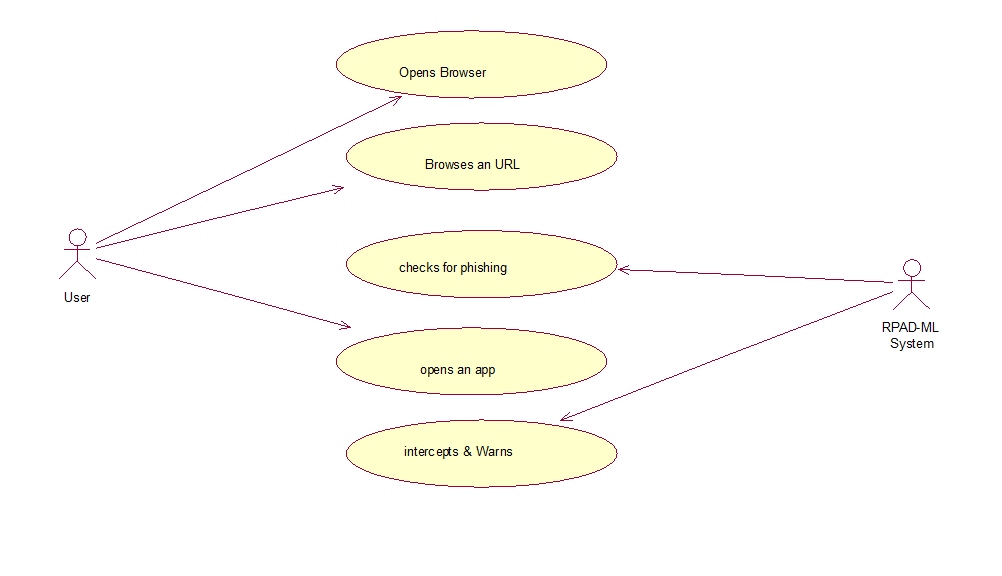 Opens Browser
Browses an URL
checks for phishing
User
RPAD-ML
System
opens an app
intercepts & Warns